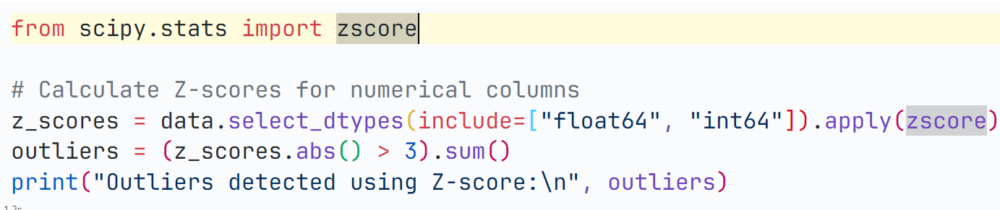 from scipy.stats import zscore
# Calculate Z-scores for numerical columns
z_scores = data.select_dtypes(include=["float64", "int64"]).apply(zscore)
outliers = (z_scores.abs() > 3).sum()
print("Outliers detected using Z-score:\n", outliers)